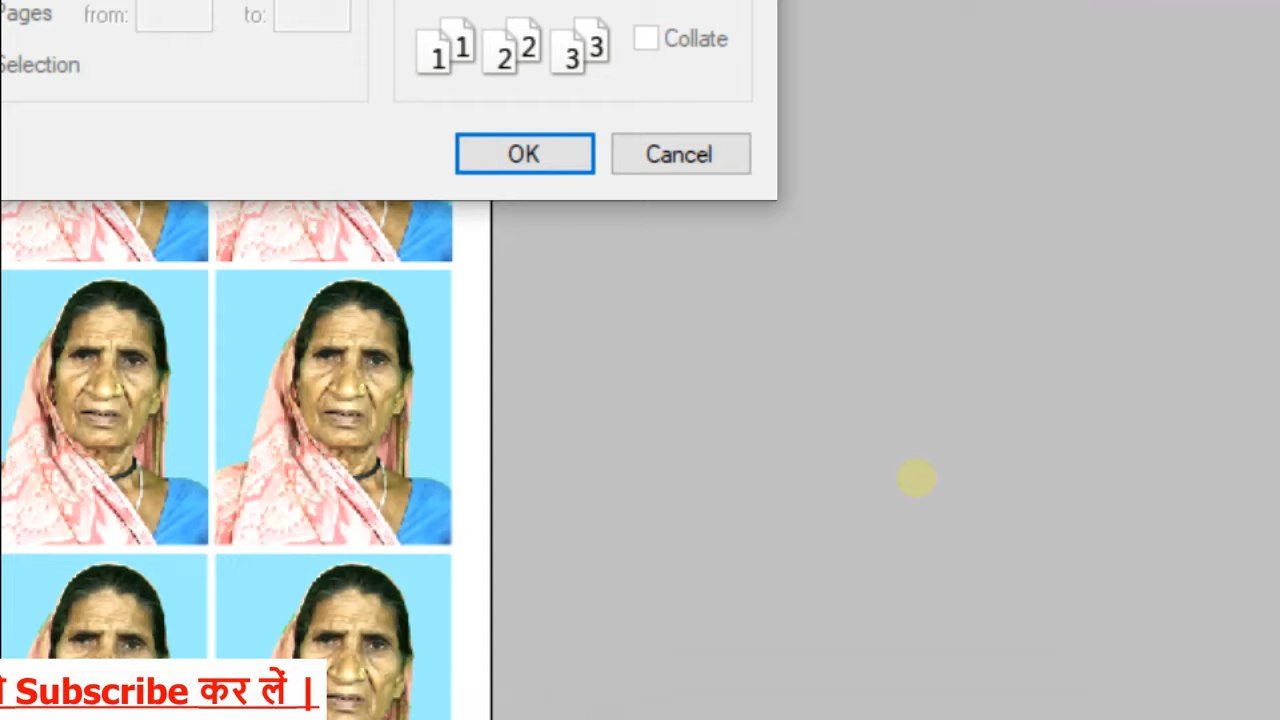 Pages from: to:
1 1 2 2 3 3 Collate
Selection
OK Cancel
Subscribe कर लें |